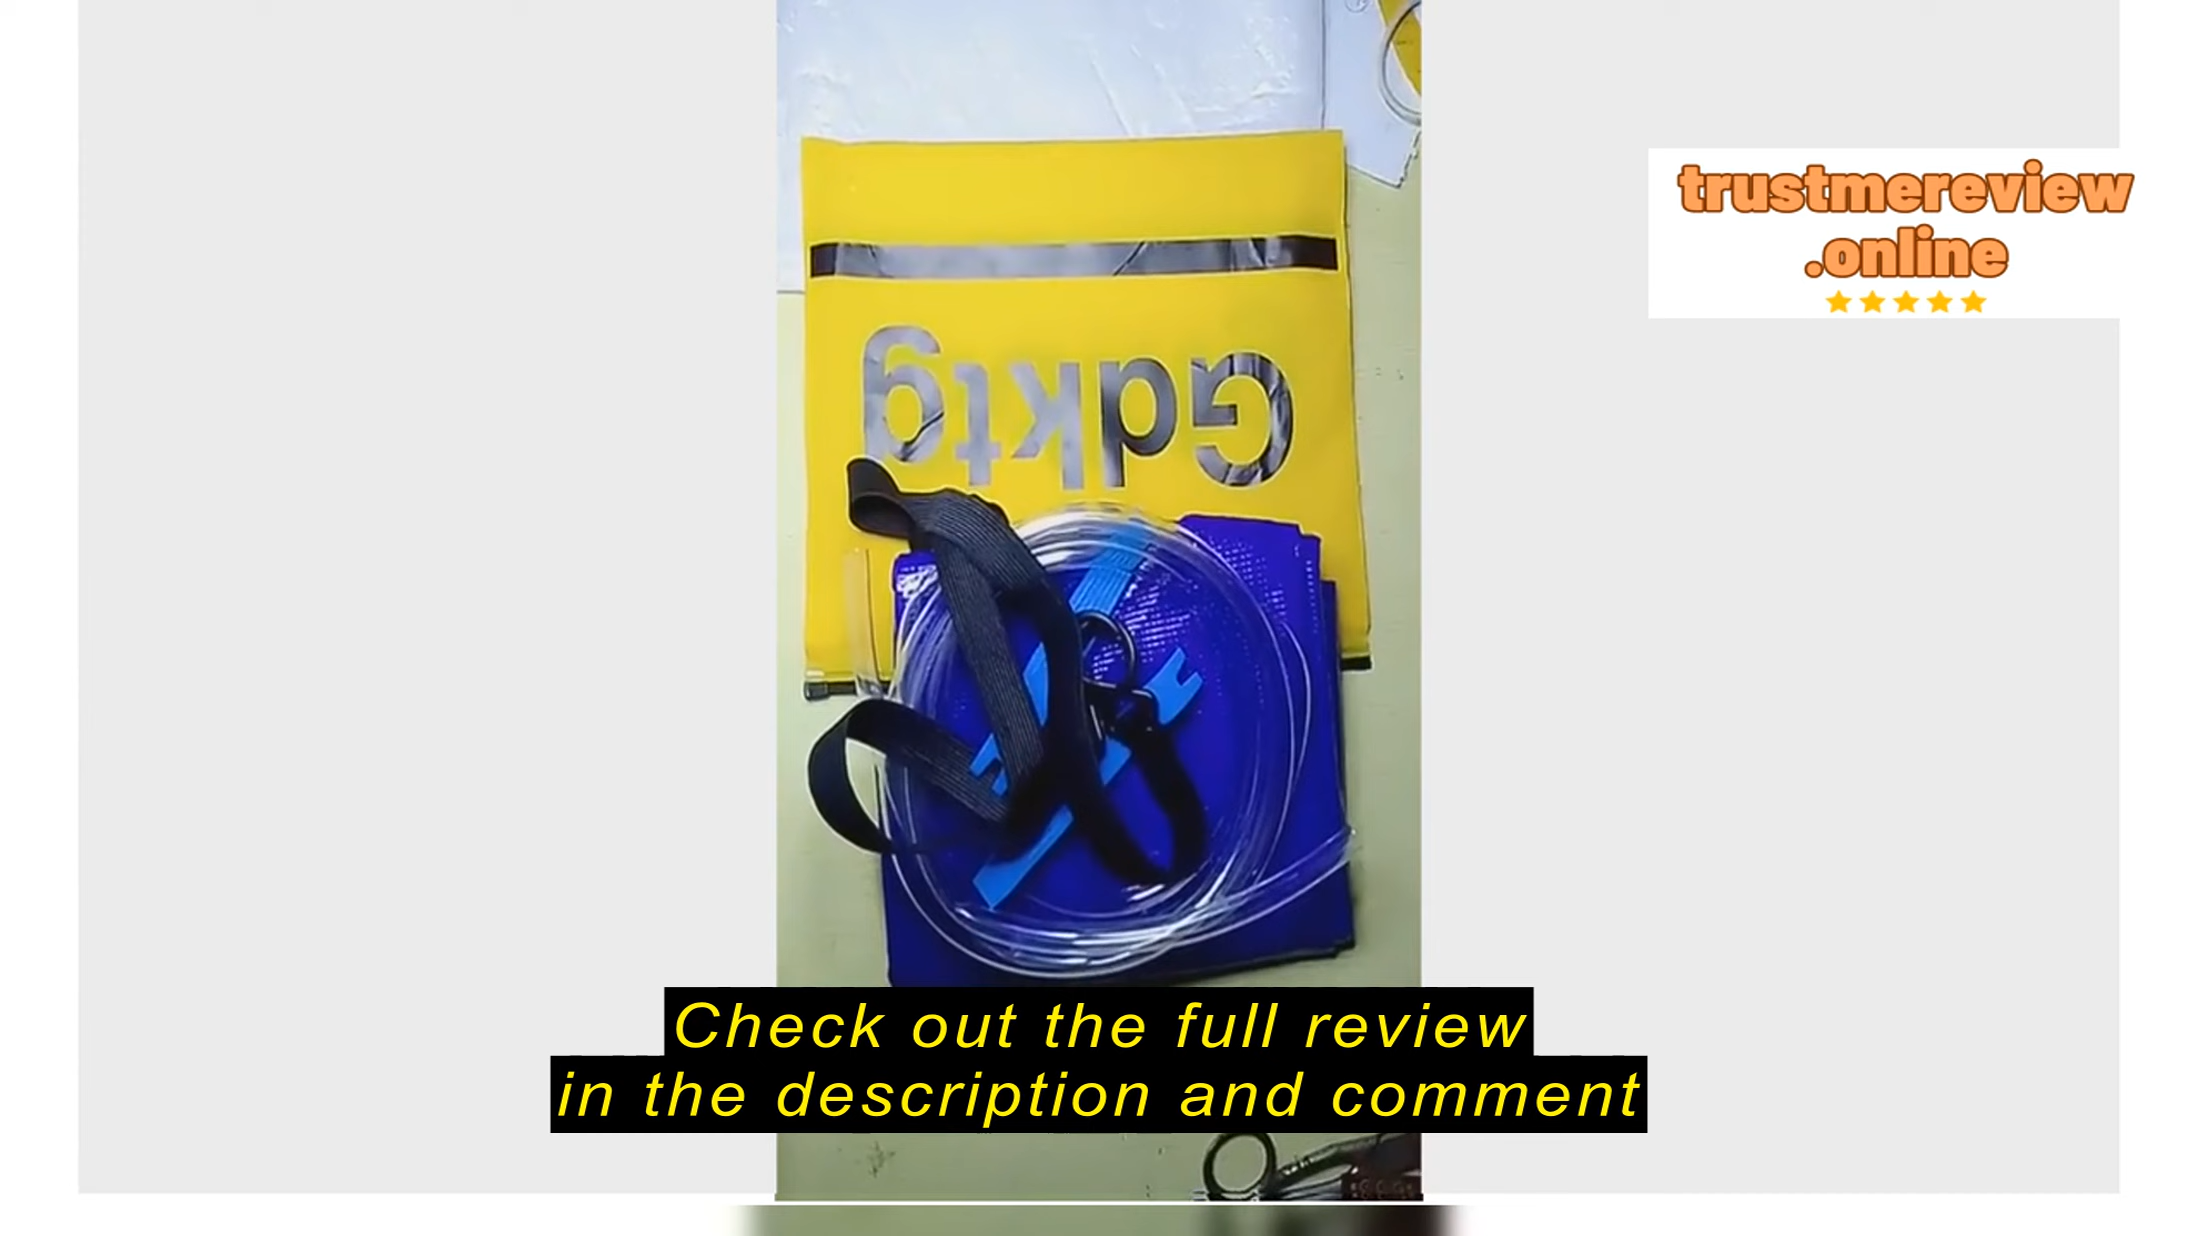 trustmereview
.online
Gdktg
Check out the full review
in the description and comment